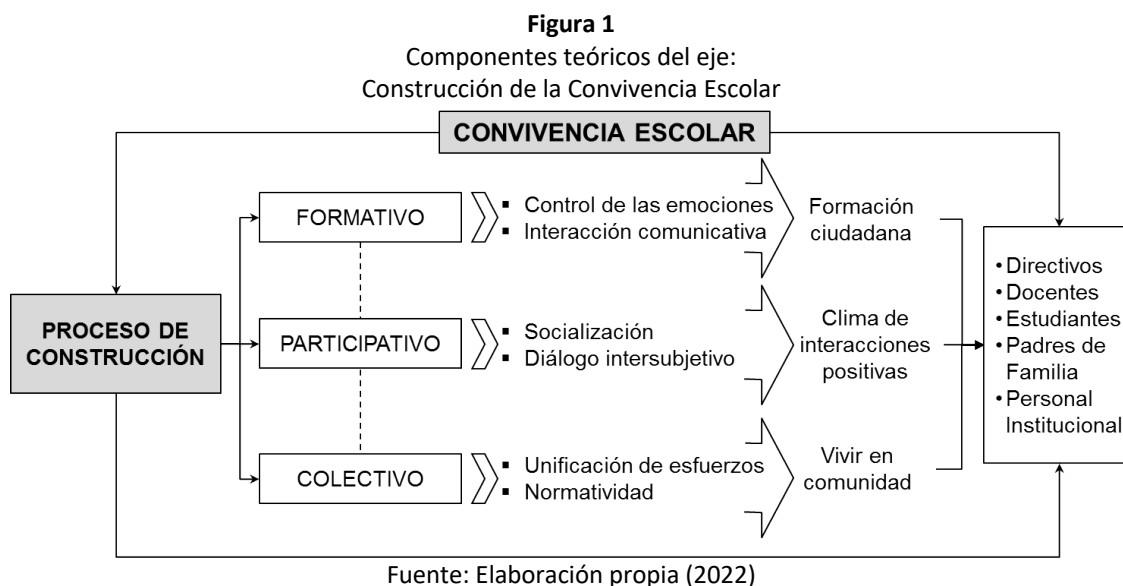 Figura 1
Componentes teóricos del eje:
Construcción de la Convivencia Escolar
CONVIVENCIA ESCOLAR
PROCESO DE
CONSTRUCCIÓN
FORMATIVO
▪ Control de las emociones
▪ Interacción comunicativa
Formación
ciudadana
PARTICIPATIVO
▪ Socialización
▪ Diálogo intersubjetivo
Clima de
interacciones
positivas
COLECTIVO
▪ Unificación de esfuerzos
▪ Normatividad
Vivir en
comunidad
• Directivos
• Docentes
• Estudiantes
• Padres de
Familia
• Personal
Institucional
Fuente: Elaboración propia (2022)